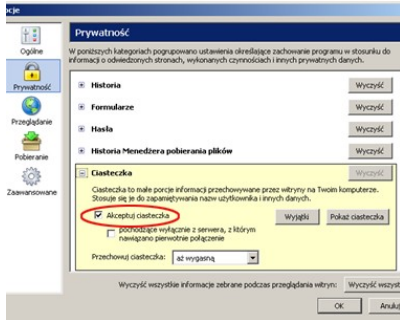 cje
Ogólne
Prywatność
Przeglądanie
Pobieranie
Zaawansowane
Prywatność
W poniższych kategoriach pogrupowano ustawienia określające zachowanie programu w stosunku do
informacji o odwiedzonych stronach, wykonanych czynnościach i innych prywatnych danych.
Historia Wyczyść
Formularze Wyczyść
Hasła Wyczyść
Historia Menedżera pobierania plików Wyczyść
Ciasteczka Wyczyść
Ciasteczka to małe porcje informacji przechowywane przez witryny na Twoim komputerze.
Stosuje się je do zapamiętywania nazw użytkownika i innych danych.
Akceptuj ciasteczka Wyjątki Pokaż ciasteczka
pochodzące wyłącznie z serwera, z którym
nawiązano pierwotnie połączenie
Przechowuj ciasteczka: aż wygasną
Wyczyść wszystkie informacje zebrane podczas przeglądania witryn: Wyczyść wszyst
OK Anuluj